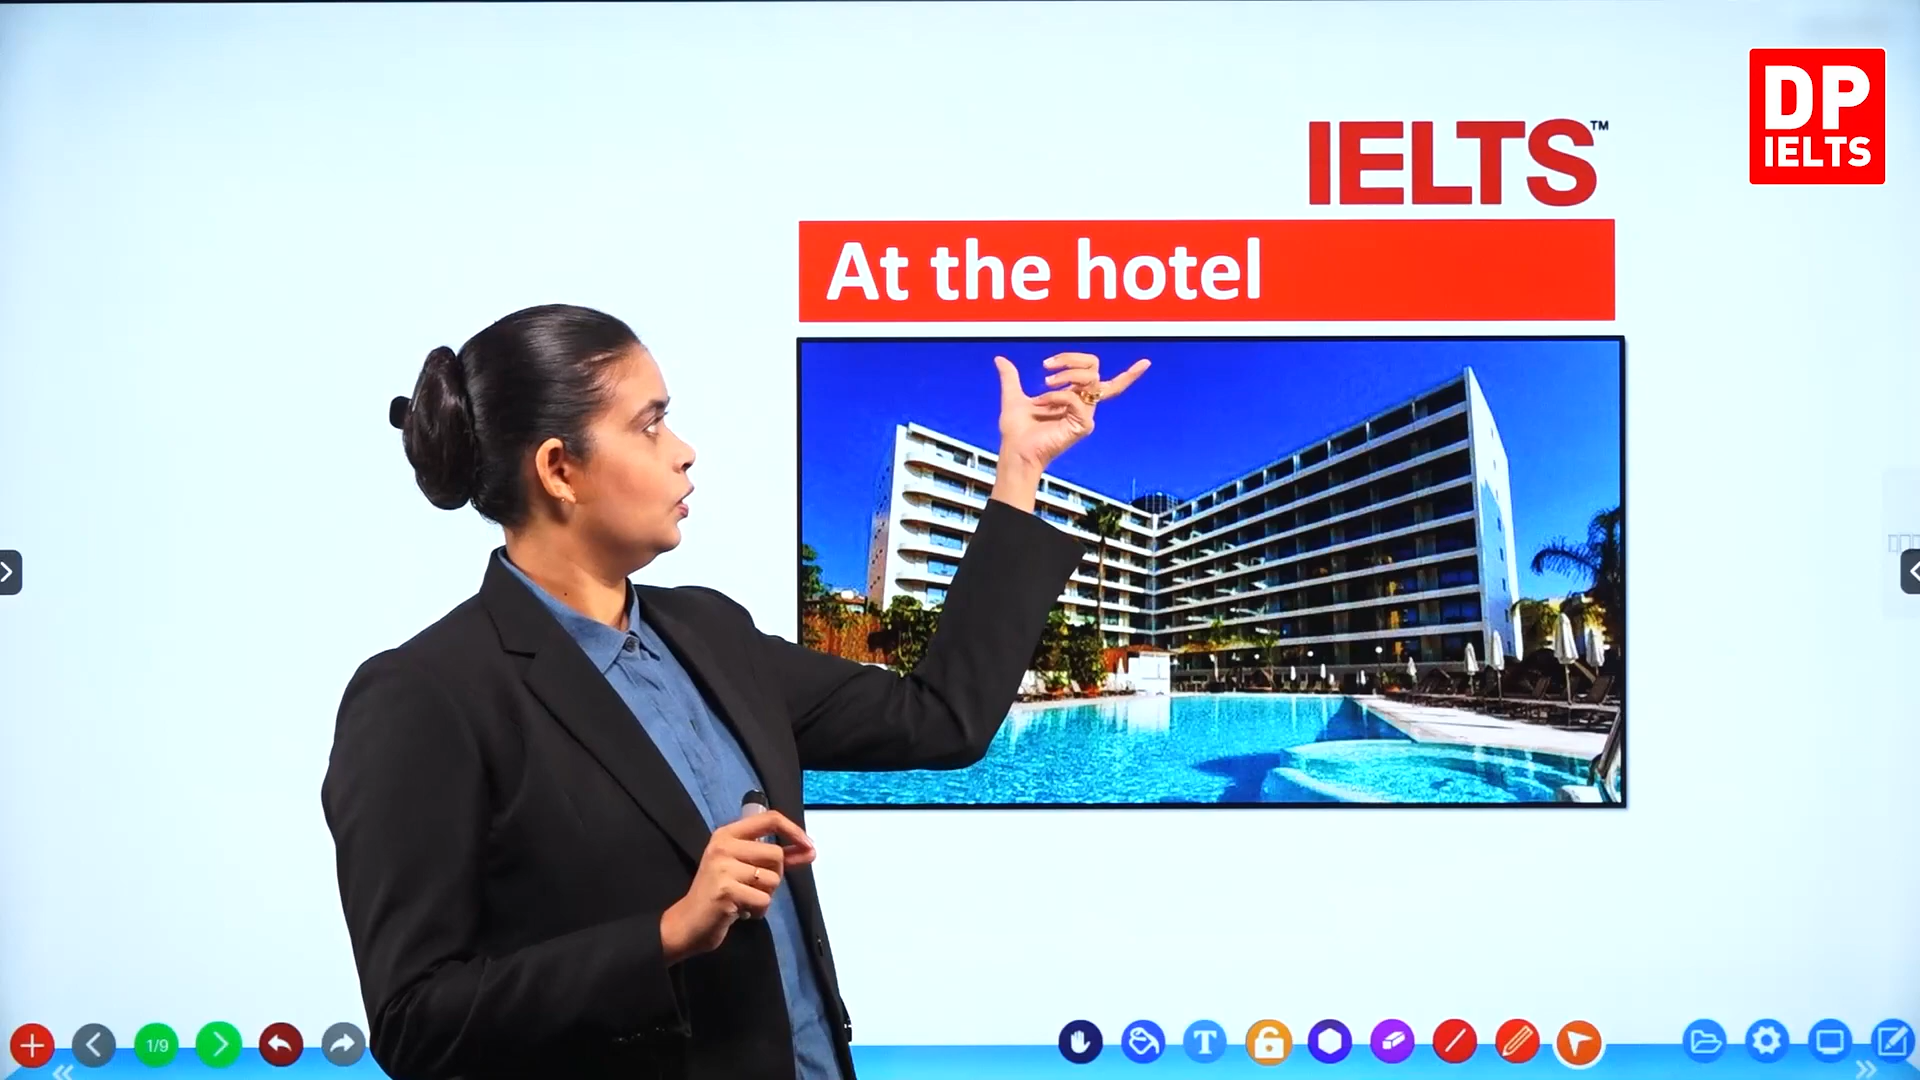 DP
IELTS
IELTS™
At the hotel
1/9
T